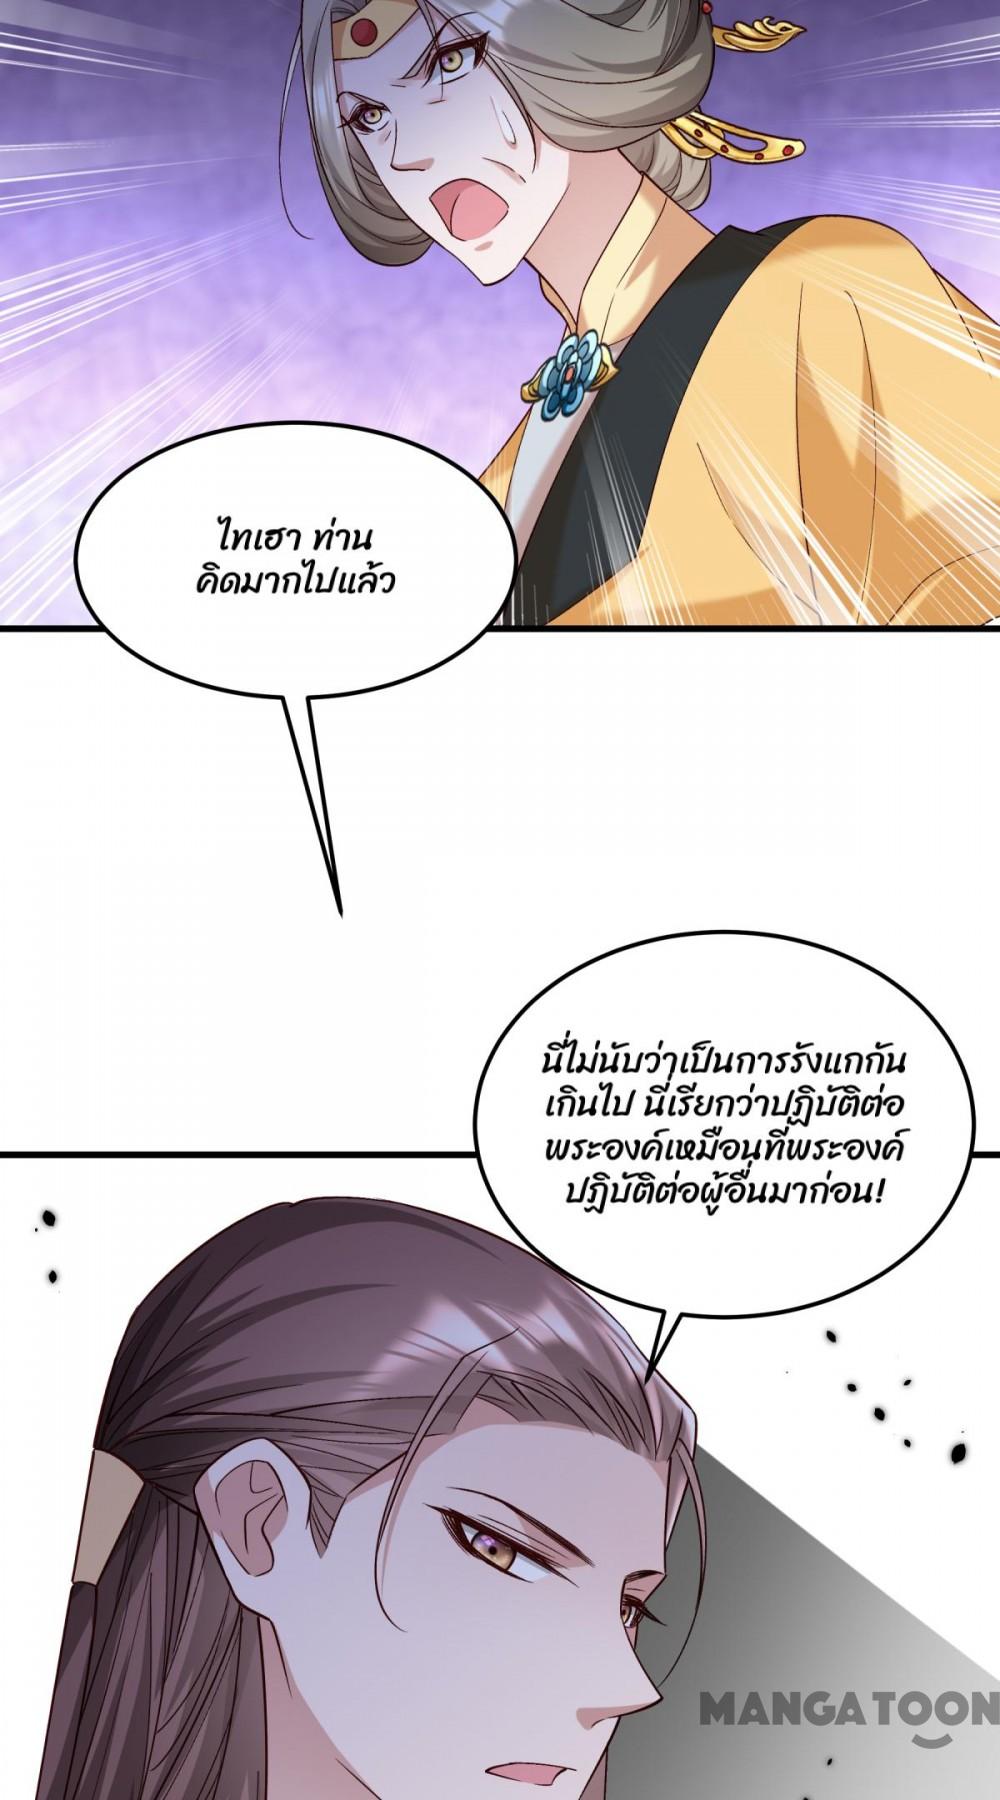 ไทเฮา ท่าน
คิดมากไปแล้ว
นี่ไม่นับว่าเป็นการรังแกกัน
เกินไป นี่เรียกว่าปฏิบัติต่อ
พระองค์เหมือนที่พระองค์
ปฏิบัติต่อผู้อื่นมาก่อน!
MANGATOON